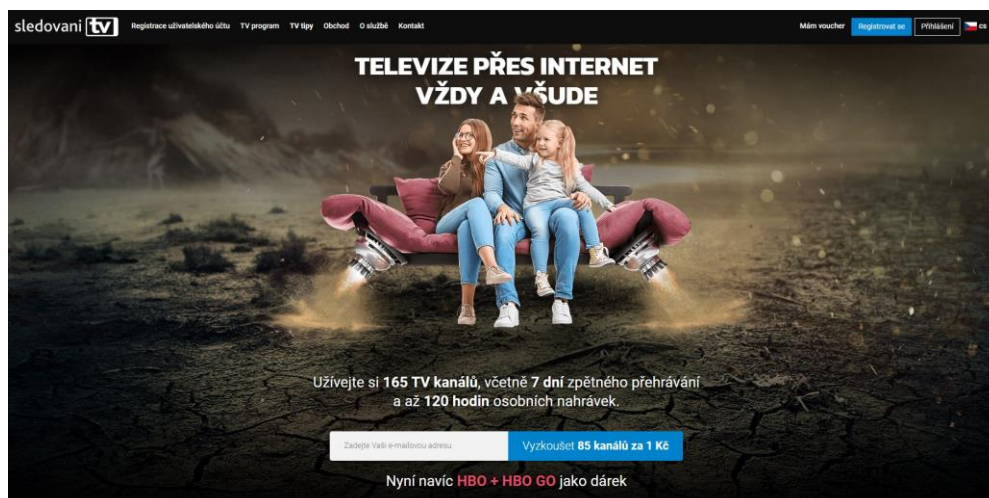 sledovani tv Registrace uživatelského účtu TV program TV tipy Obchod O službě Kontakt Mám voucher Registrovat se Přihlášení cs
TELEVIZE PŘES INTERNET
VŽDY A VŠUDE
Užívejte si 165 TV kanálů, včetně 7 dní zpětného přehrávání
a až 120 hodin osobních nahrávek.
Zadejte Vaši e-mailovou adresu Vyzkoušet 85 kanálů za 1 Kč
Nyní navíc HBO + HBO GO jako dárek